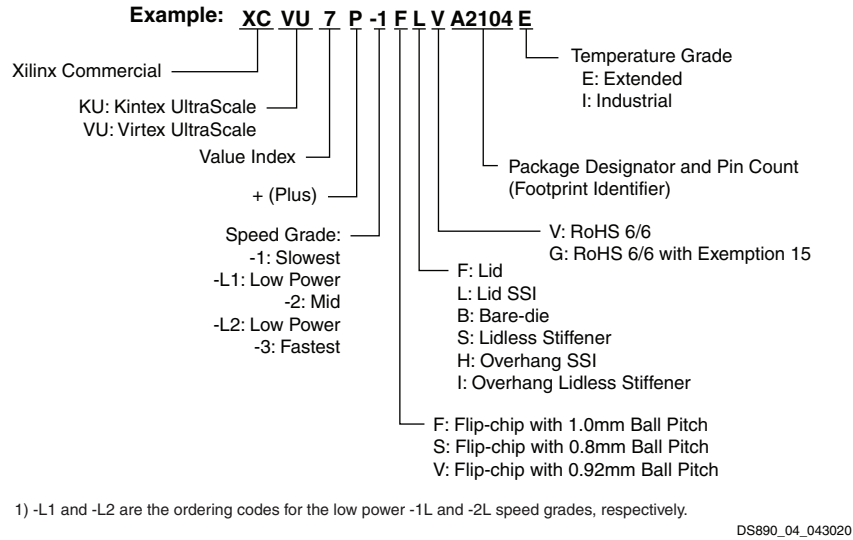 Example: XC VU 7 P -1 F L V A2104 E
Xilinx Commercial
KU: Kintex UltraScale
VU: Virtex UltraScale
Value Index
+ (Plus)
Speed Grade:
-1: Slowest
-L1: Low Power
-2: Mid
-L2: Low Power
-3: Fastest
Temperature Grade
E: Extended
I: Industrial
Package Designator and Pin Count
(Footprint Identifier)
V: RoHS 6/6
G: RoHS 6/6 with Exemption 15
F: Lid
L: Lid SSI
B: Bare-die
S: Lidless Stiffener
H: Overhang SSI
I: Overhang Lidless Stiffener
F: Flip-chip with 1.0mm Ball Pitch
S: Flip-chip with 0.8mm Ball Pitch
V: Flip-chip with 0.92mm Ball Pitch
1) -L1 and -L2 are the ordering codes for the low power -1L and -2L speed grades, respectively.
DS890_04_043020